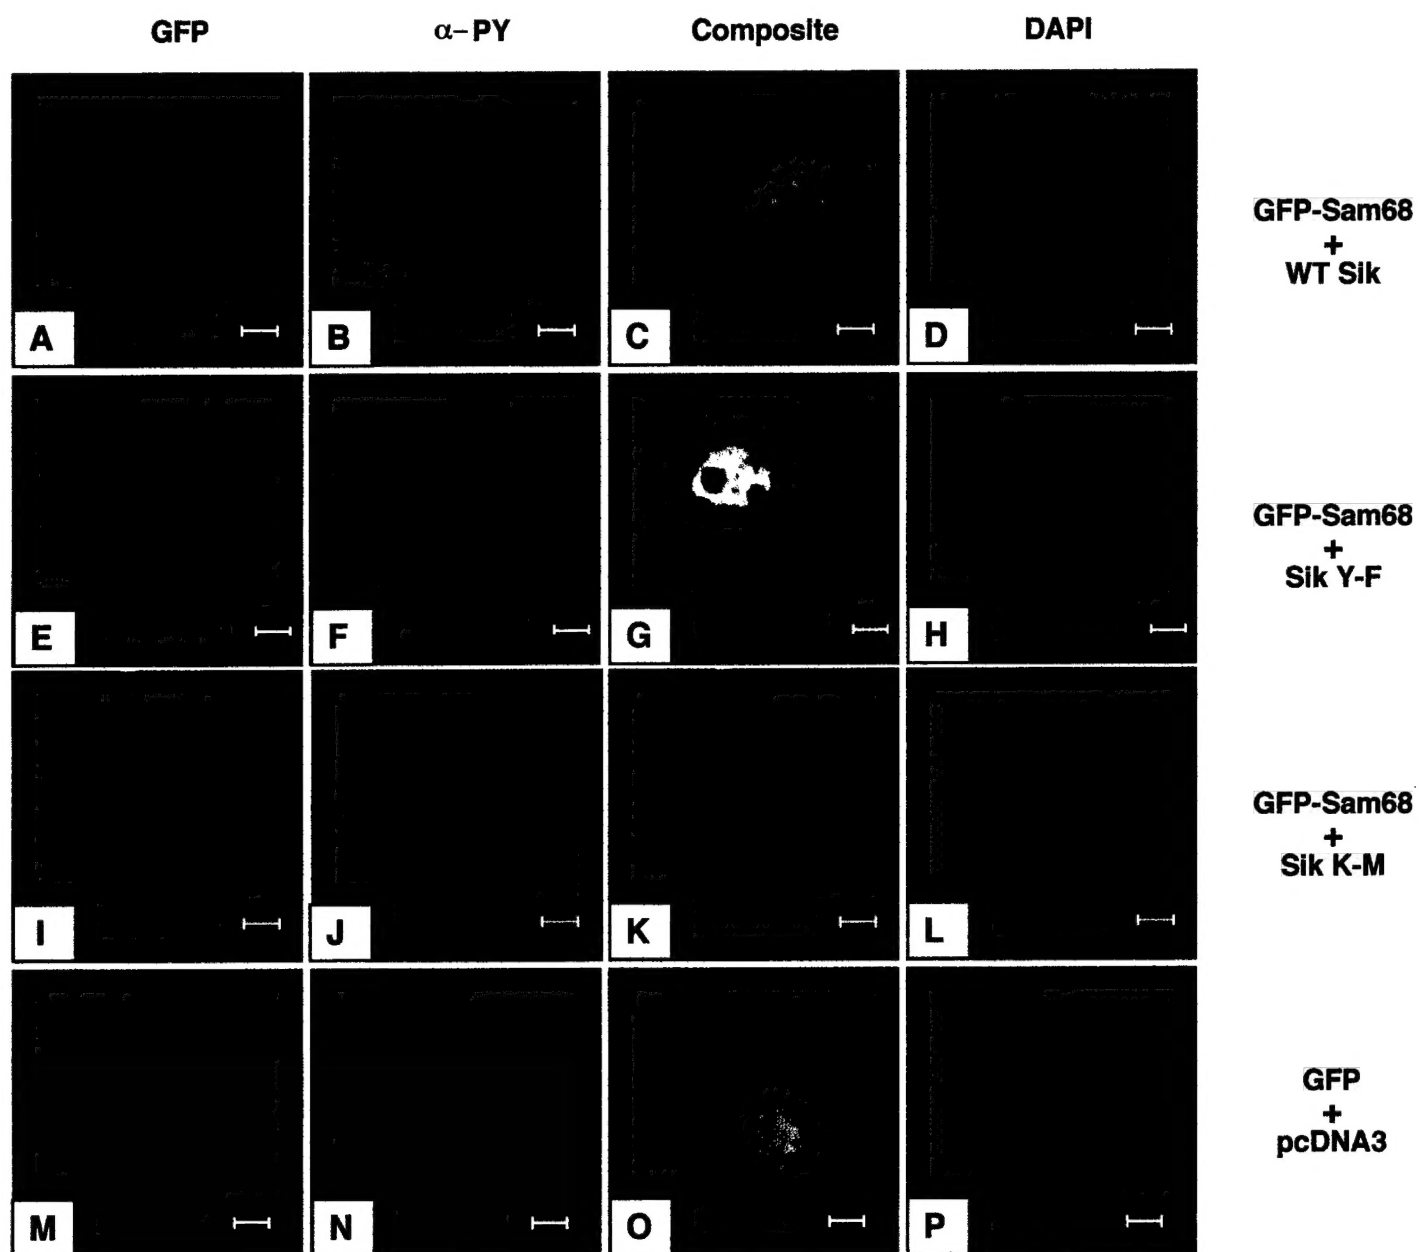 GFP
α–PY
Composite
DAPI
A
B
C
D
GFP-Sam68
+
WT Sik
E
F
G
H
GFP-Sam68
+
Sik Y-F
I
J
K
L
GFP-Sam68
+
Sik K-M
M
N
O
P
GFP
+
pcDNA3